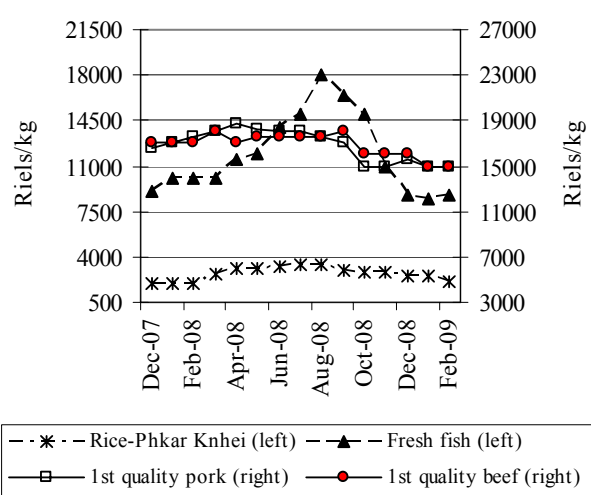 21500 27000
18000 23000
14500 19000
11000 15000
7500 11000
4000 7000
500 3000
Riels/kg
Riels/kg
Dec-07 Feb-08 Apr-08 Jun-08 Aug-08 Oct-08 Dec-08 Feb-09
Rice-Phkar Knhei (left) Fresh fish (left)
1st quality pork (right) 1st quality beef (right)